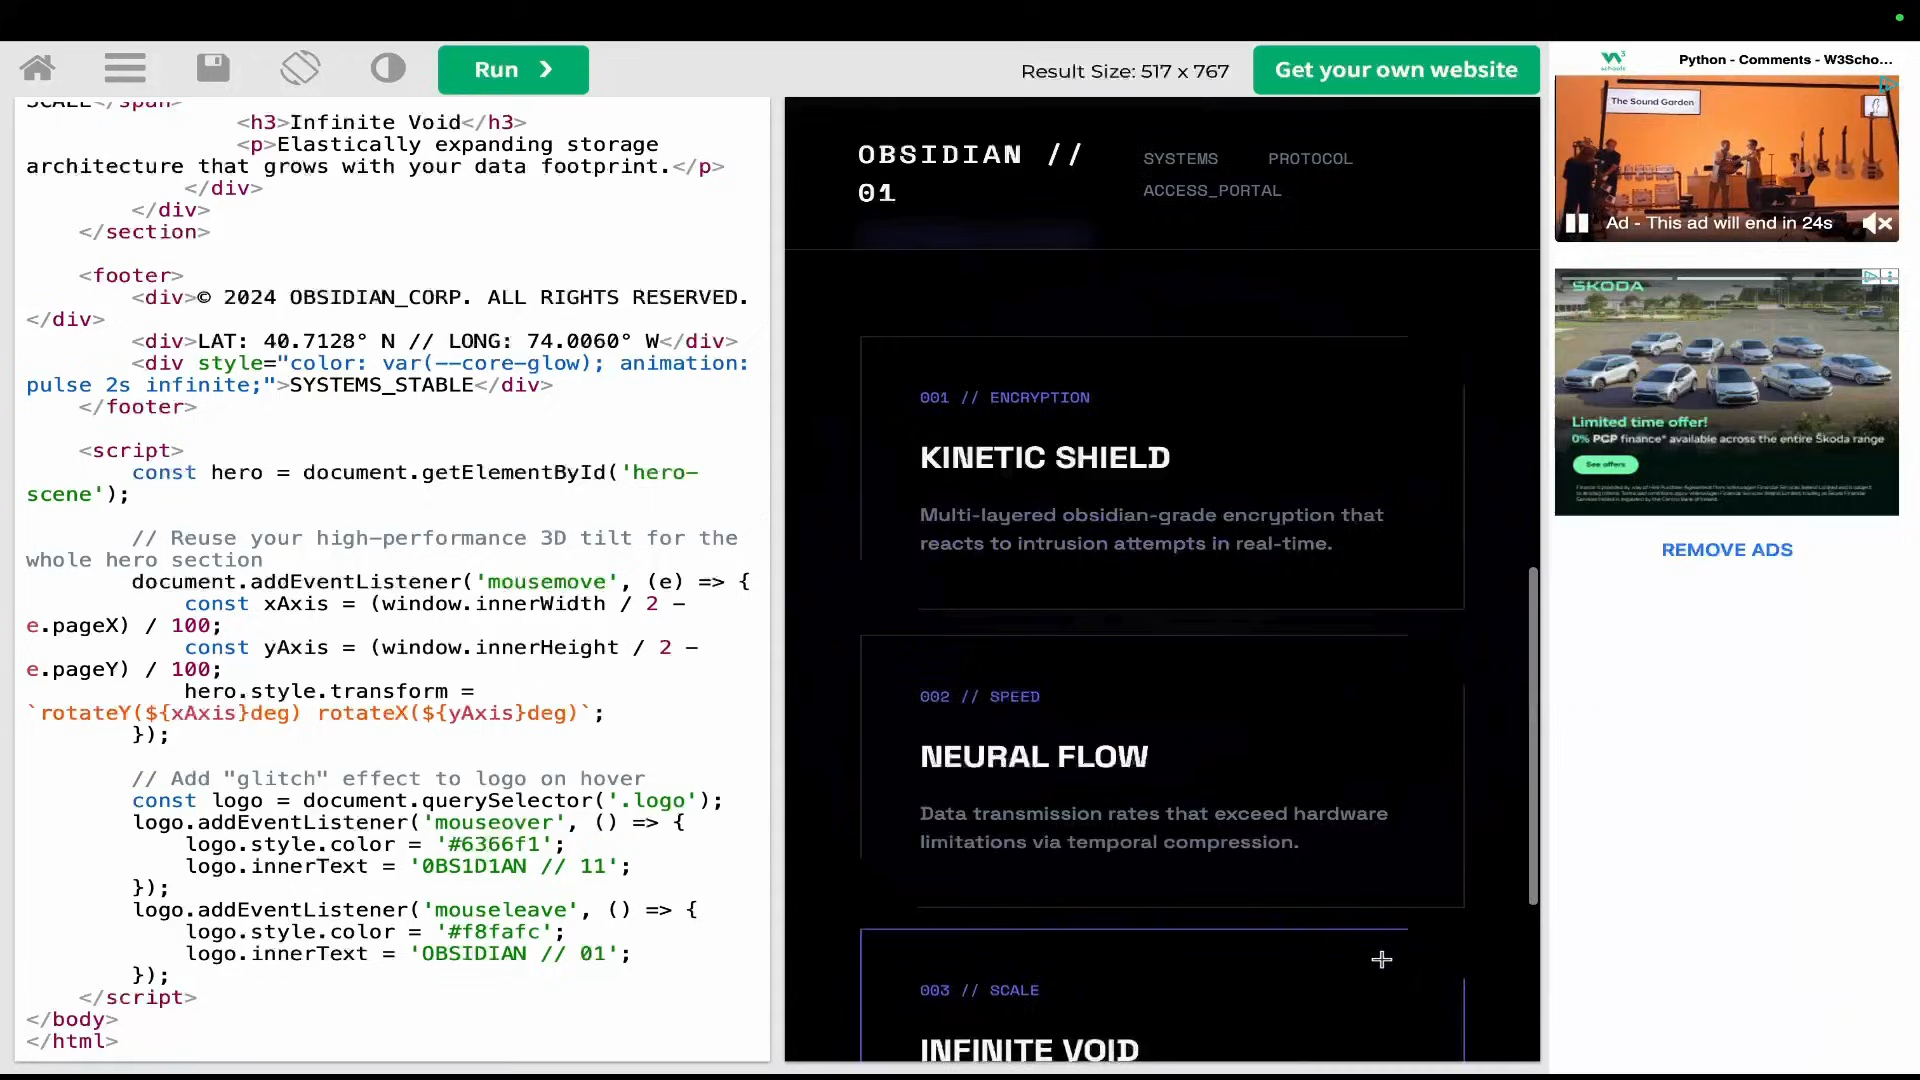 Run ❯
Result Size: 517 x 767
Get your own website
SCALE</span>
<h3>Infinite Void</h3>
<p>Elastically expanding storage
architecture that grows with your data footprint.</p>
</div>
</div>
</section>
<footer>
<div>© 2024 OBSIDIAN_CORP. ALL RIGHTS RESERVED.
</div>
<div>LAT: 40.7128° N // LONG: 74.0060° W</div>
<div style="color: var(--core-glow); animation:
pulse 2s infinite;">SYSTEMS_STABLE</div>
</footer>
<script>
const hero = document.getElementById('hero-
scene');
// Reuse your high-performance 3D tilt for the
whole hero section
document.addEventListener('mousemove', (e) => {
const xAxis = (window.innerWidth / 2 -
e.pageX) / 100;
const yAxis = (window.innerHeight / 2 -
e.pageY) / 100;
hero.style.transform =
`rotateY(${xAxis}deg) rotateX(${yAxis}deg)`;
});
// Add "glitch" effect to logo on hover
const logo = document.querySelector('.logo');
logo.addEventListener('mouseover', () => {
logo.style.color = '#6366f1';
logo.innerText = '0BS1D1AN // 11';
});
logo.addEventListener('mouseleave', () => {
logo.style.color = '#f8fafc';
logo.innerText = 'OBSIDIAN // 01';
});
</script>
</body>
</html>
OBSIDIAN //
01
SYSTEMS PROTOCOL
ACCESS_PORTAL
001 // ENCRYPTION
KINETIC SHIELD
Multi-layered obsidian-grade encryption that
reacts to intrusion attempts in real-time.
002 // SPEED
NEURAL FLOW
Data transmission rates that exceed hardware
limitations via temporal compression.
003 // SCALE
INFINITE VOID
Python - Comments - W3Scho...
The Sound Garden
Ad - This ad will end in 24s
ŠKODA
Limited time offer!
0% PCP finance* available across the entire Škoda range
See offers
REMOVE ADS